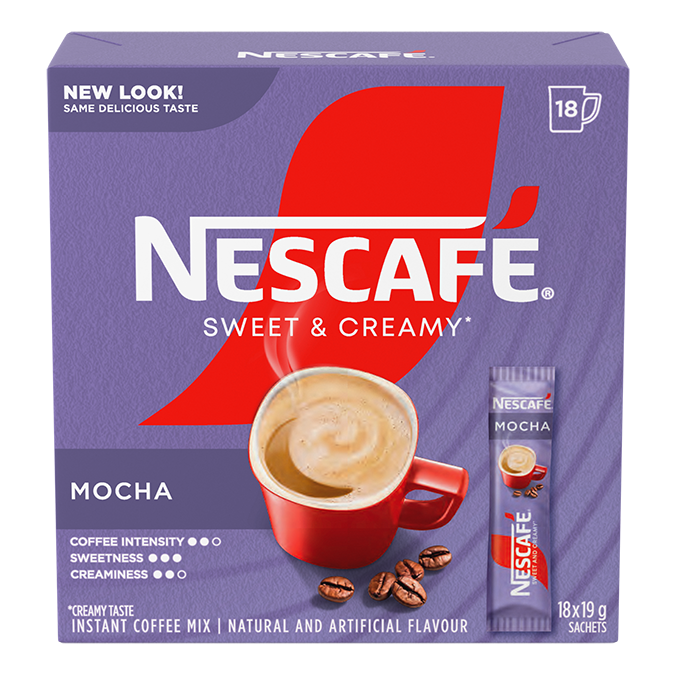 NESCAFÉ®
NEW LOOK!
SAME DELICIOUS TASTE
18
NESCAFÉ®
SWEET & CREAMY*
NESCAFÉ
MOCHA
NESCAFÉ
SWEET AND CREAMY*
MOCHA
COFFEE INTENSITY
SWEETNESS
CREAMINESS
*CREAMY TASTE
INSTANT COFFEE MIX | NATURAL AND ARTIFICIAL FLAVOUR
18x19 g
SACHETS